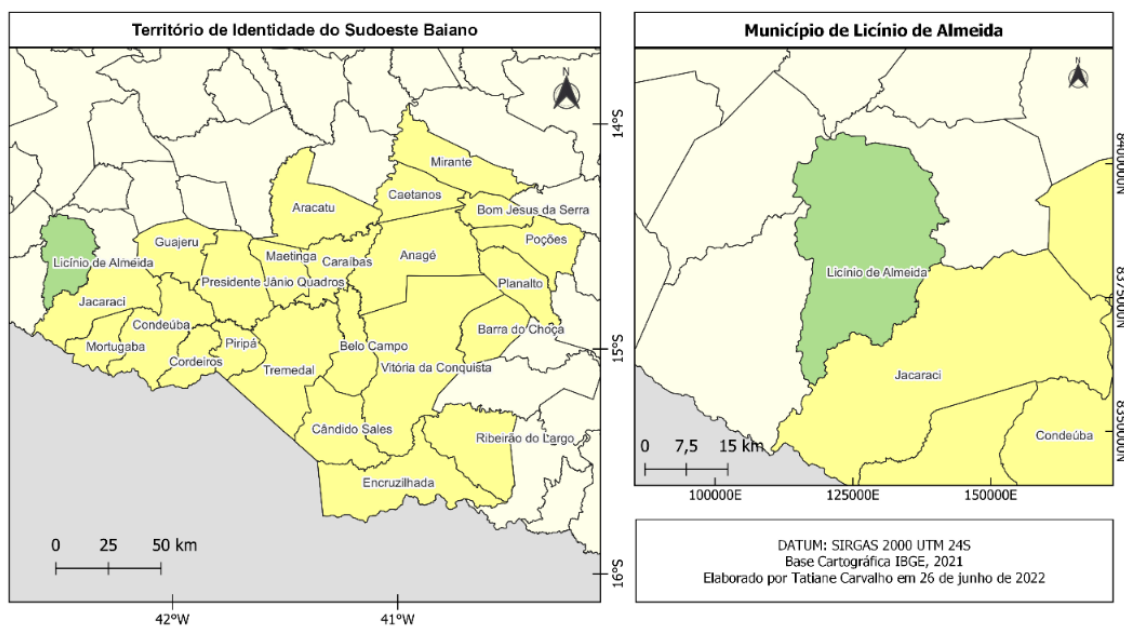 Território de Identidade do Sudoeste Baiano
N
14°S
Mirante
Caetanos
Aracatu
Bom Jesus da Serra
Guajeru
Poções
Licínio de Almeida
Maetinga
Caraíbas
Anagé
Presidente Jânio Quadros
Planalto
Jacaraci
Condeúba
Barra do Choça
Mortugaba
Piripá
Belo Campo
15°S
Cordeiros
Tremedal
Vitória da Conquista
Cândido Sales
Ribeirão do Largo
Encruzilhada
0 25 50 km
16°S
42°W 41°W
Município de Licínio de Almeida
N
8400000N
Licínio de Almeida
8375000N
Jacaraci
8350000N
Condeúba
0 7,5 15 km
100000E 125000E 150000E
DATUM: SIRGAS 2000 UTM 24S
Base Cartográfica IBGE, 2021
Elaborado por Tatiane Carvalho em 26 de junho de 2022